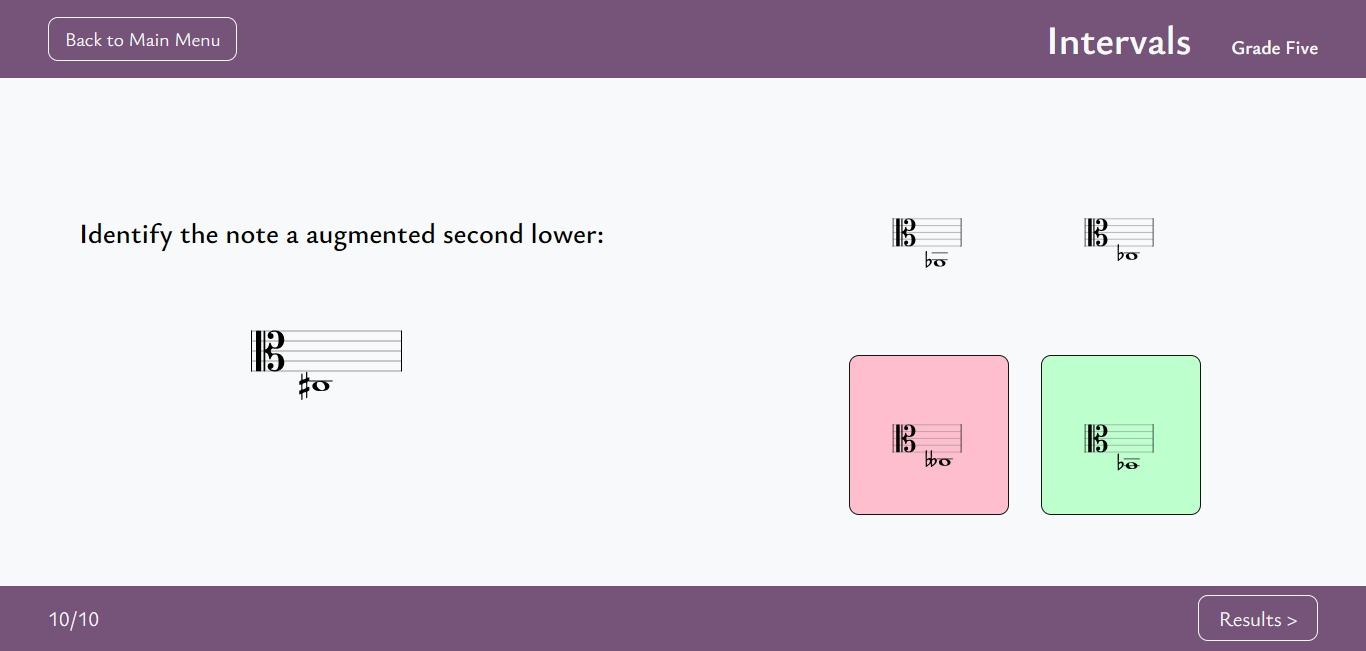 Back to Main Menu
Intervals
Grade Five
Identify the note a augmented second lower:
10/10
Results >